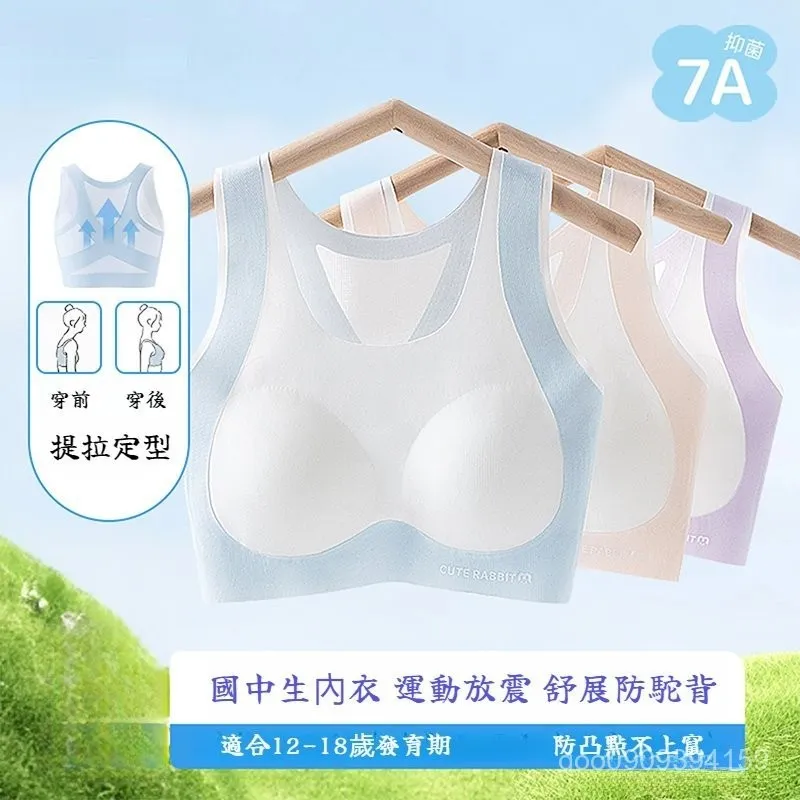 抑菌
7A
穿前 穿後
提拉定型
CUTE RABBIT
國中生內衣 運動放震 舒展防駝背
適合12-18歲發育期 防凸點不上竄
doo0909394159